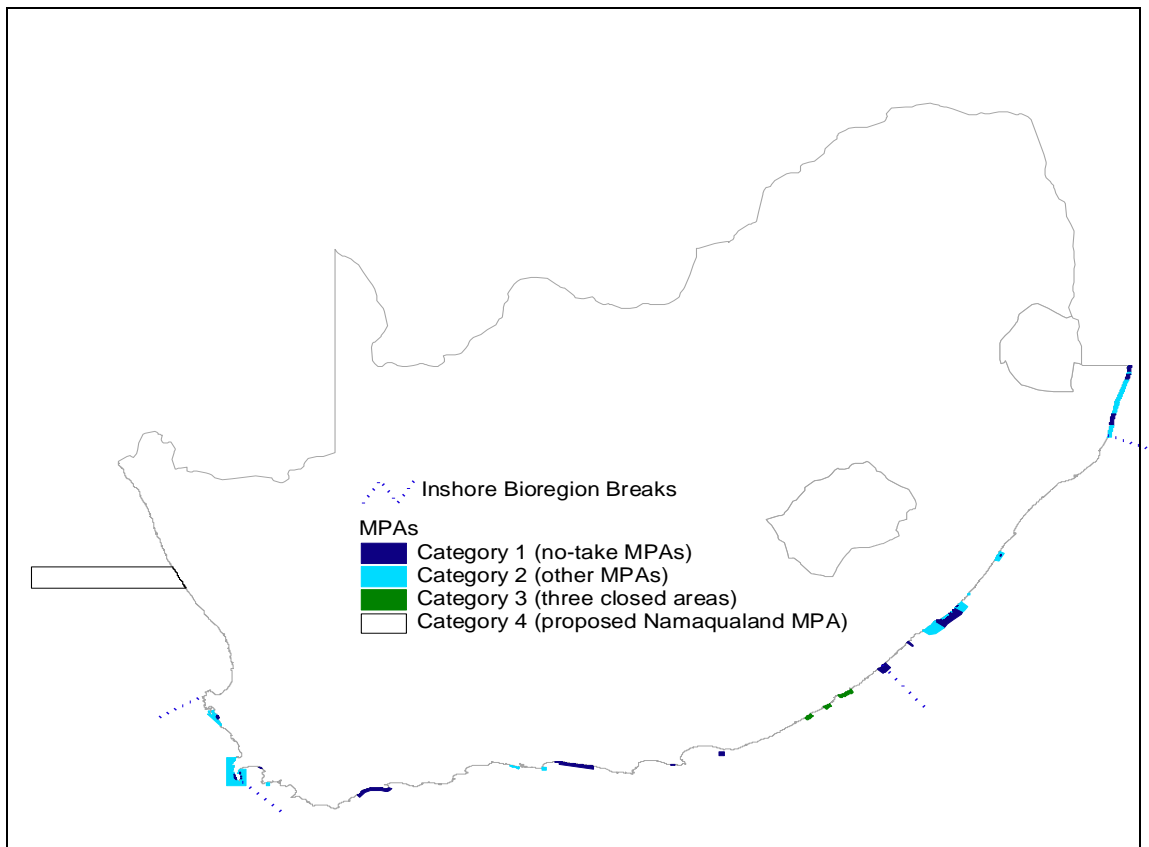 Inshore Bioregion Breaks
MPAs
Category 1 (no-take MPAs)
Category 2 (other MPAs)
Category 3 (three closed areas)
Category 4 (proposed Namaqualand MPA)